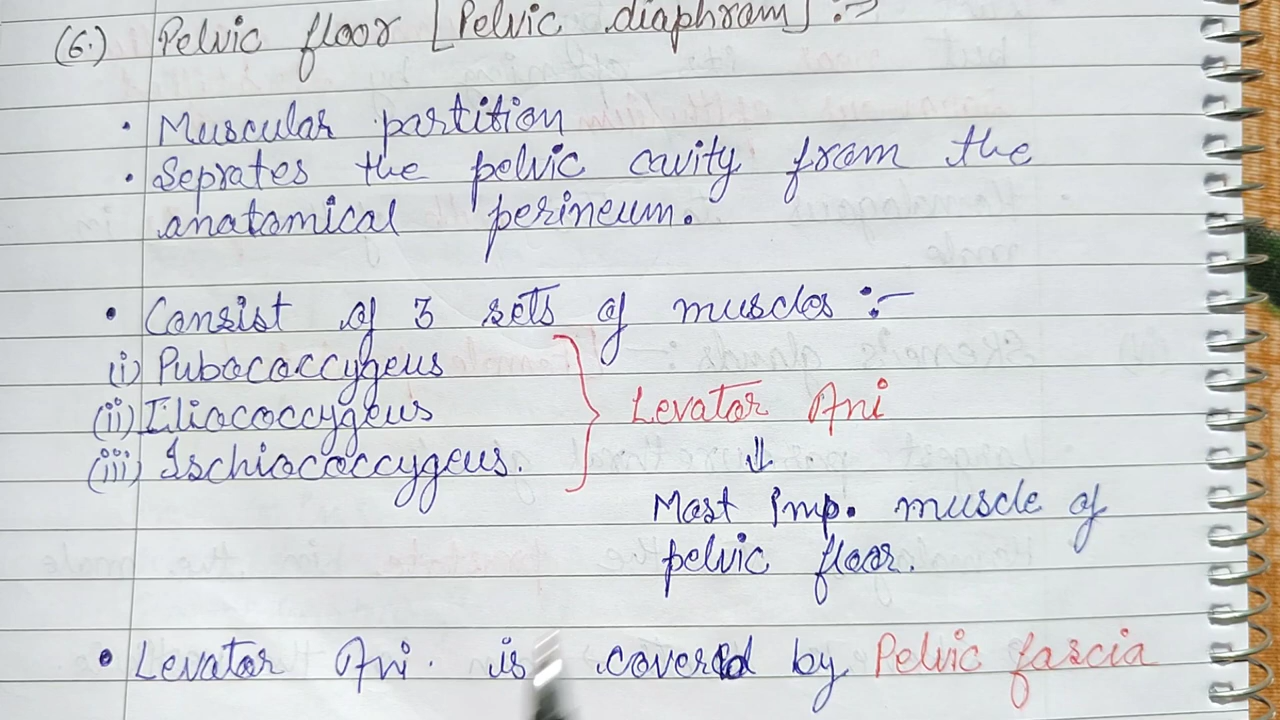 (6.) Pelvic floor [Pelvic diaphram] :→
• Muscular partition
• Seprates the pelvic cavity from the
anatomical perineum.
• Consist of 3 sets of muscles :-
(i) Pubococcygeus
(ii) Iliococcygeus
(iii) Ischiococcygeus.
Levator Ani
↓
Most Imp. muscle of
pelvic floor.
• Levator Ani. is covered by Pelvic fascia